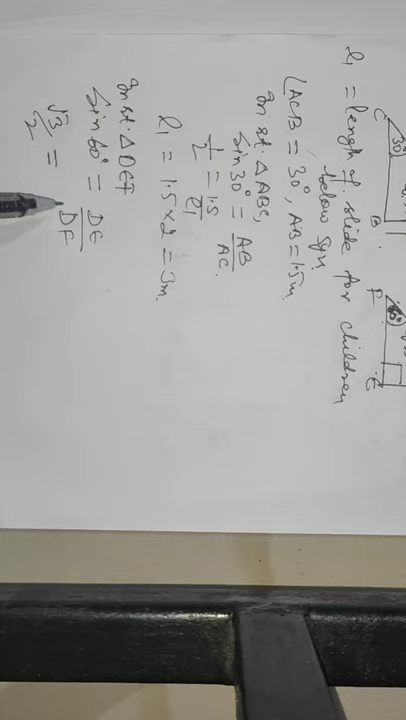 C 30° B
F 60° E
l1 = length of slide for children
below 5yr.
∠ACB = 30°, AB = 1.5m
In rt. △ABC,
Sin 30° = AB/AC
1/2 = 1.5/l1
l1 = 1.5×2 = 3m.
In rt. △DEF
Sin 60° = DE/DF
√3/2 =